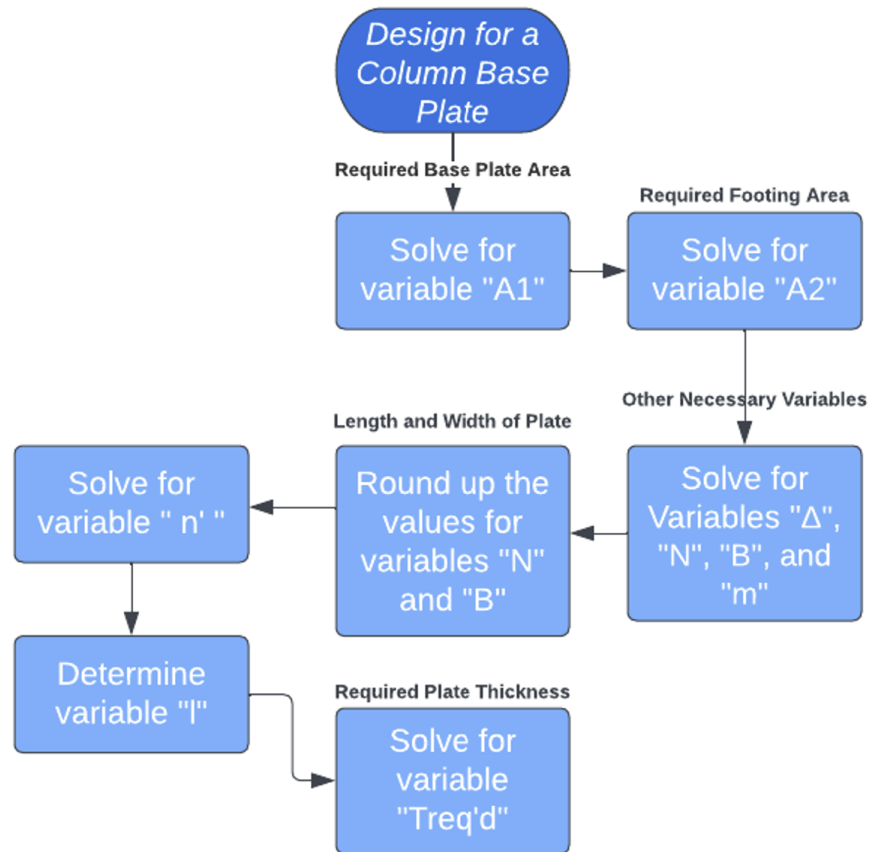 Design for a
Column Base
Plate
Required Base Plate Area
Solve for
variable "A1"
Required Footing Area
Solve for
variable "A2"
Other Necessary Variables
Solve for
Variables "Δ",
"N", "B", and
"m"
Length and Width of Plate
Round up the
values for
variables "N"
and "B"
Solve for
variable " n' "
Determine
variable "l"
Required Plate Thickness
Solve for
variable
"Treq'd"